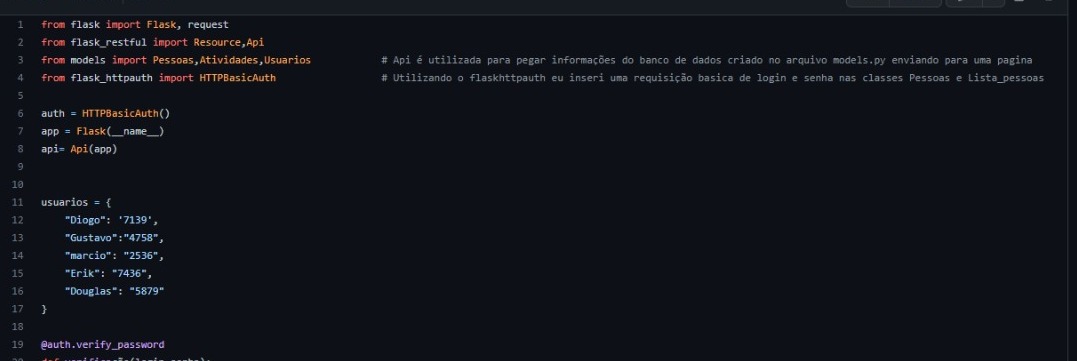 1 from flask import Flask, request
2 from flask_restful import Resource,Api
3 from models import Pessoas,Atividades,Usuarios # Api é utilizada para pegar informações do banco de dados criado no arquivo models.py enviando para uma pagina
4 from flask_httpauth import HTTPBasicAuth # Utilizando o flaskhttpauth eu inseri uma requisição basica de login e senha nas classes Pessoas e Lista_pessoas
5
6 auth = HTTPBasicAuth()
7 app = Flask(__name__)
8 api= Api(app)
9
10
11 usuarios = {
12 "Diogo": '7139',
13 "Gustavo":"4758",
14 "marcio": "2536",
15 "Erik": "7436",
16 "Douglas": "5879"
17 }
18
19 @auth.verify_password